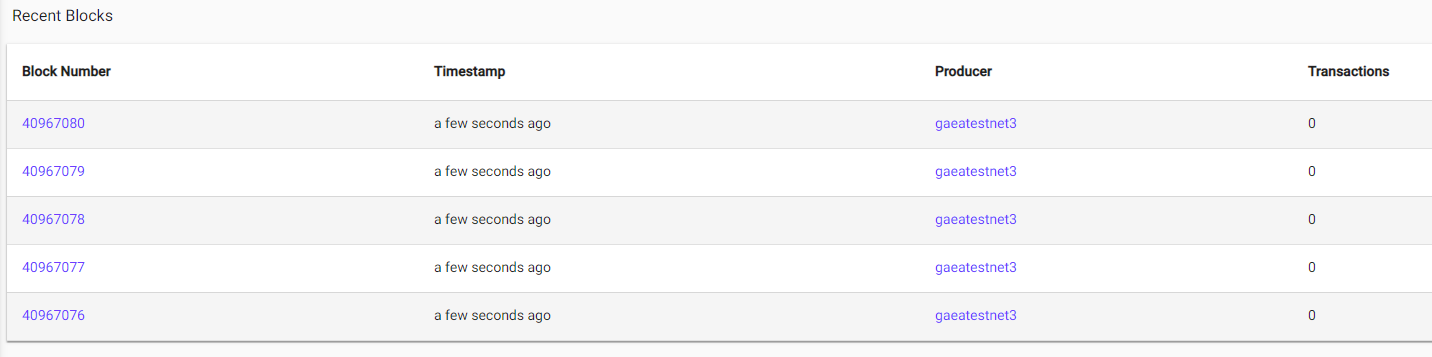 Recent Blocks
Block Number Timestamp Producer Transactions
40967080 a few seconds ago gaeatestnet3 0
40967079 a few seconds ago gaeatestnet3 0
40967078 a few seconds ago gaeatestnet3 0
40967077 a few seconds ago gaeatestnet3 0
40967076 a few seconds ago gaeatestnet3 0